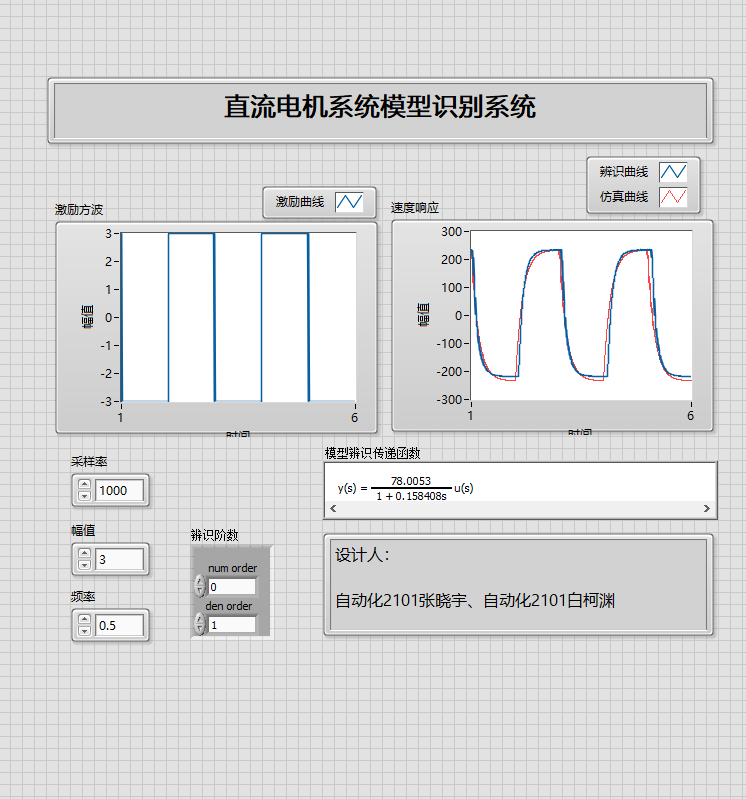 直流电机系统模型识别系统
辨识曲线
仿真曲线
激励曲线
激励方波
速度响应
幅值
3
2
1
0
-1
-2
-3
1
6
时间
幅值
300
200
100
0
-100
-200
-300
1
6
时间
采样率
1000
幅值
3
频率
0.5
辨识阶数
num order
0
den order
1
模型辨识传递函数
y(s) = 78.0053 / 1 + 0.158408s u(s)
设计人：
自动化2101张晓宇、自动化2101白柯渊